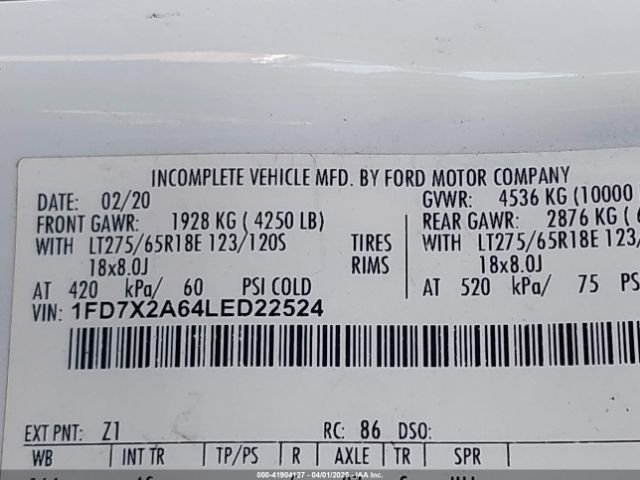 INCOMPLETE VEHICLE MFD. BY FORD MOTOR COMPANY
DATE: 02/20 GVWR: 4536 KG (10000
FRONT GAWR: 1928 KG ( 4250 LB) REAR GAWR: 2876 KG (
WITH LT275/65R18E 123/120S TIRES WITH LT275/65R18E 123/
18x8.0J RIMS 18x8.0J
AT 420 kPa/ 60 PSI COLD AT 520 kPa/ 75 PS
VIN: 1FD7X2A64LED22524
EXT PNT: Z1 RC: 86 DSO:
WB INT TR TP/PS R AXLE TR SPR
000-41904127 - 04/01/2025 - IAAI.COM